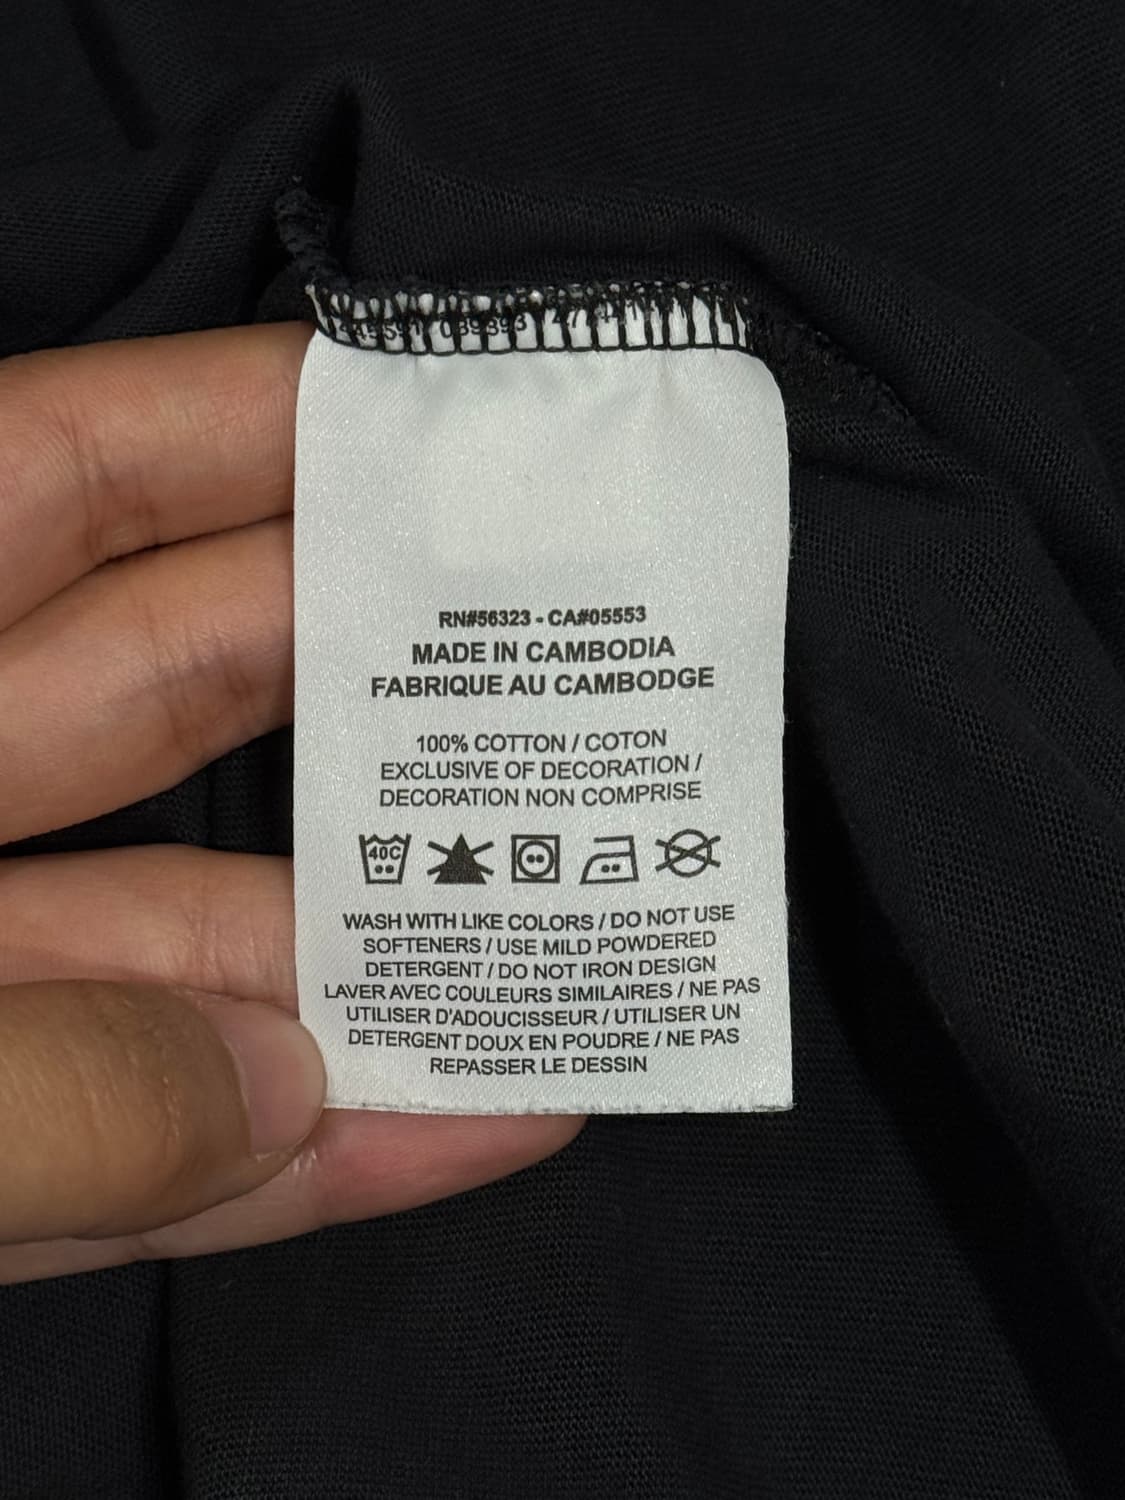 RN#56323 - CA#05553
MADE IN CAMBODIA
FABRIQUE AU CAMBODGE
100% COTTON / COTON
EXCLUSIVE OF DECORATION /
DECORATION NON COMPRISE
40C
WASH WITH LIKE COLORS / DO NOT USE
SOFTENERS / USE MILD POWDERED
DETERGENT / DO NOT IRON DESIGN
LAVER AVEC COULEURS SIMILAIRES / NE PAS
UTILISER D'ADOUCISSEUR / UTILISER UN
DETERGENT DOUX EN POUDRE / NE PAS
REPASSER LE DESSIN